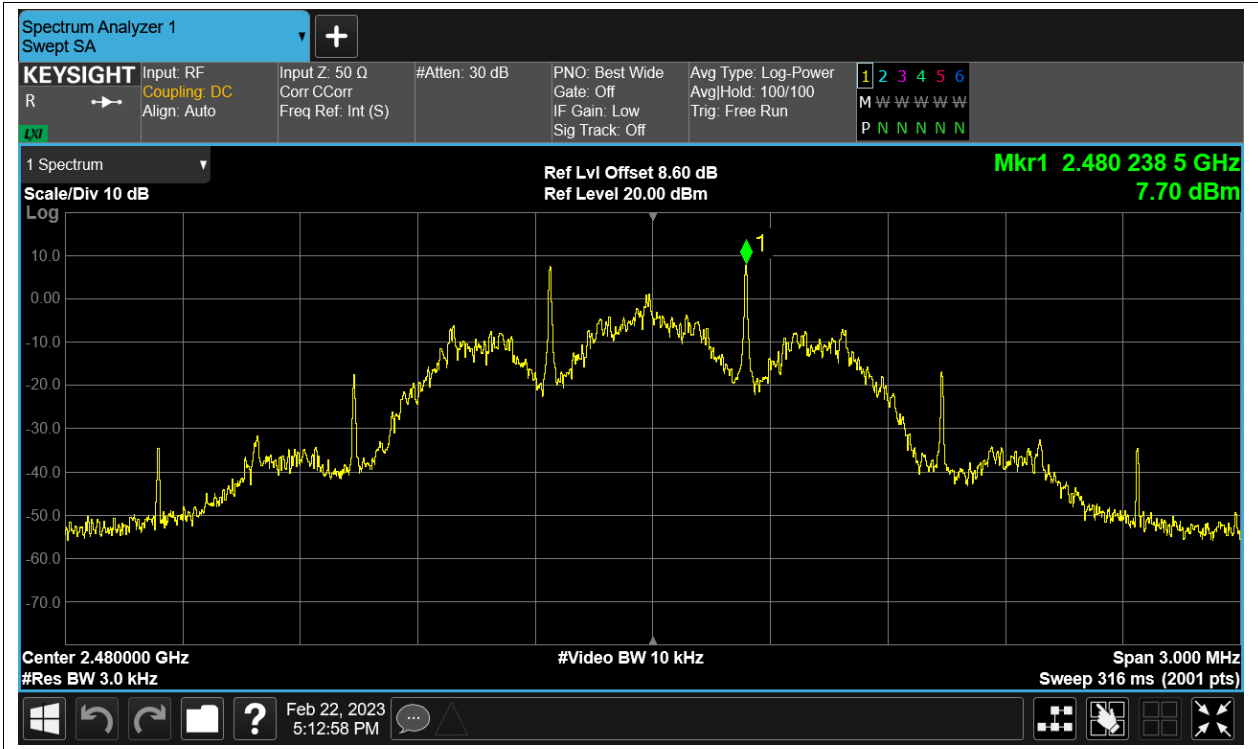 Spectrum Analyzer 1
Swept SA
KEYSIGHT
R
LXI
Input: RF
Coupling: DC
Align: Auto
Input Z: 50 Ω
Corr CCorr
Freq Ref: Int (S)
#Atten: 30 dB
PNO: Best Wide
Gate: Off
IF Gain: Low
Sig Track: Off
Avg Type: Log-Power
Avg|Hold: 100/100
Trig: Free Run
1 2 3 4 5 6
M W W W W W
P N N N N N
1 Spectrum
Scale/Div 10 dB
Log
Ref Lvl Offset 8.60 dB
Ref Level 20.00 dBm
Mkr1 2.480 238 5 GHz
7.70 dBm
1
10.0
0.00
-10.0
-20.0
-30.0
-40.0
-50.0
-60.0
-70.0
Center 2.480000 GHz
#Res BW 3.0 kHz
#Video BW 10 kHz
Span 3.000 MHz
Sweep 316 ms (2001 pts)
?
Feb 22, 2023
5:12:58 PM